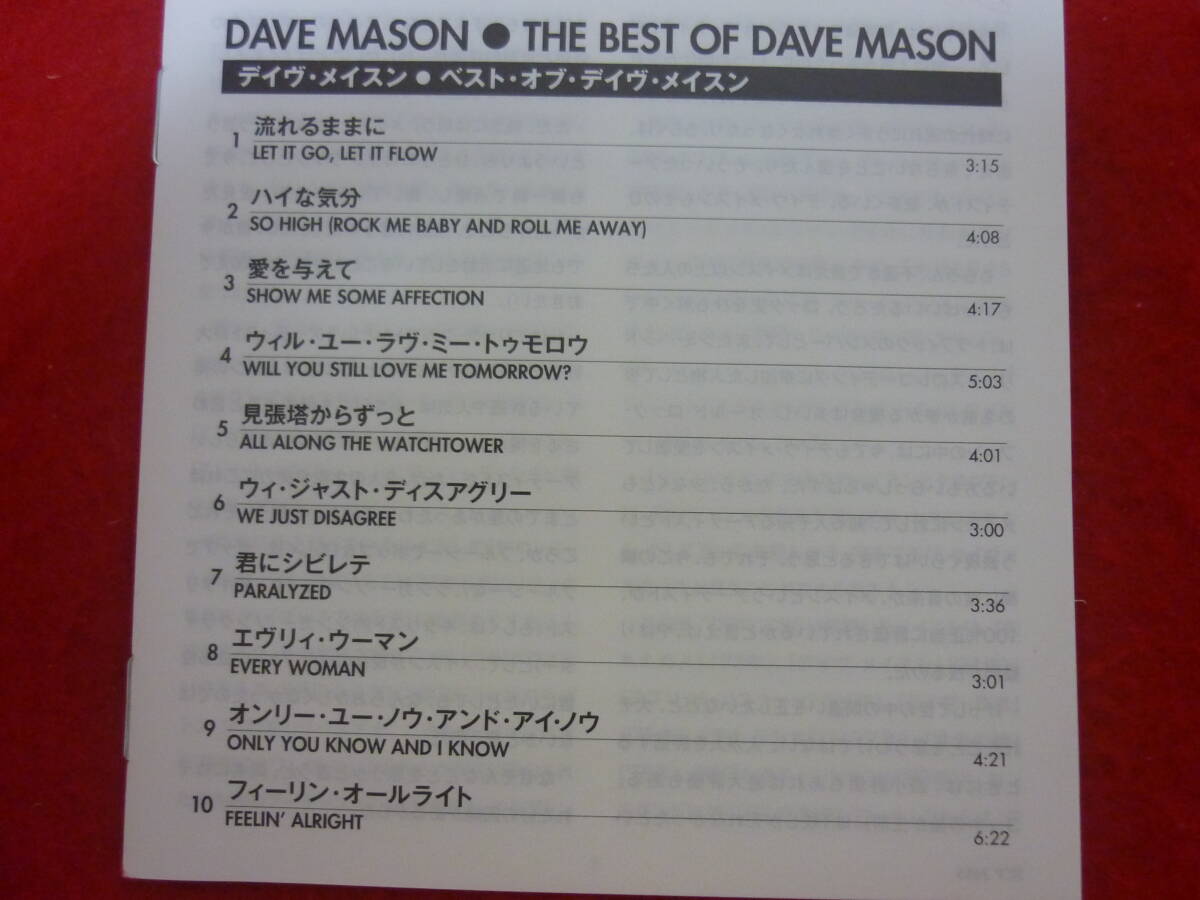 DAVE MASON ● THE BEST OF DAVE MASON
デイヴ・メイスン ● ベスト・オブ・デイヴ・メイスン
1 流れるままに
LET IT GO, LET IT FLOW 3:15
2 ハイな気分
SO HIGH (ROCK ME BABY AND ROLL ME AWAY) 4:08
3 愛を与えて
SHOW ME SOME AFFECTION 4:17
4 ウィル・ユー・ラヴ・ミー・トゥモロウ
WILL YOU STILL LOVE ME TOMORROW? 5:03
5 見張塔からずっと
ALL ALONG THE WATCHTOWER 4:01
6 ウィ・ジャスト・ディスアグリー
WE JUST DISAGREE 3:00
7 君にシビレテ
PARALYZED 3:36
8 エヴリィ・ウーマン
EVERY WOMAN 3:01
9 オンリー・ユー・ノウ・アンド・アイ・ノウ
ONLY YOU KNOW AND I KNOW 4:21
10 フィーリン・オールライト
FEELIN' ALRIGHT 6:22